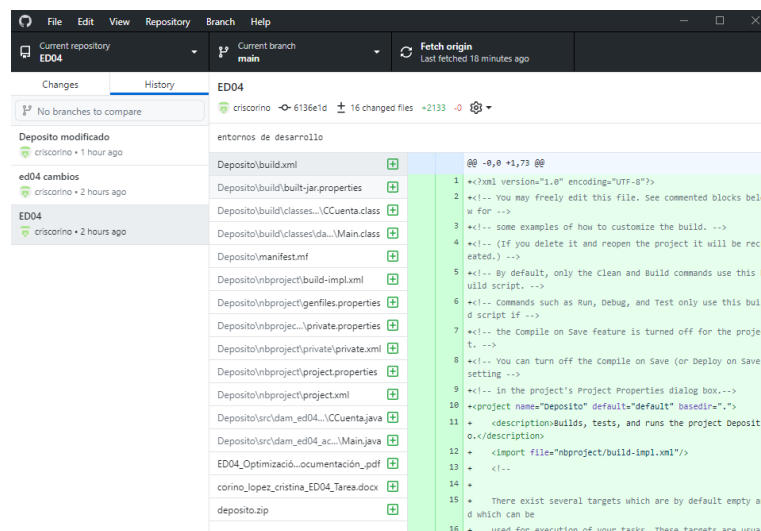 File Edit View Repository Branch Help
Current repository
ED04
Current branch
main
Fetch origin
Last fetched 18 minutes ago
Changes History
No branches to compare
Deposito modificado
criscorino • 1 hour ago
ed04 cambios
criscorino • 2 hours ago
ED04
criscorino • 2 hours ago
ED04
criscorino 6136e1d 16 changed files +2133 -0
entornos de desarrollo
Deposito\build.xml
Deposito\build\built-jar.properties
Deposito\build\classes...\CCuenta.class
Deposito\build\classes\da...\Main.class
Deposito\manifest.mf
Deposito\nbproject\build-impl.xml
Deposito\nbproject\genfiles.properties
Deposito\nbprojec...\private.properties
Deposito\nbproject\private\private.xml
Deposito\nbproject\project.properties
Deposito\nbproject\project.xml
Deposito\src\dam_ed04...\CCuenta.java
Deposito\src\dam_ed04_ac...\Main.java
ED04_Optimizació...ocumentación_.pdf
corino_lopez_cristina_ED04_Tarea.docx
deposito.zip
@@ -0,0 +1,73 @@
1 +<?xml version="1.0" encoding="UTF-8"?>
2 +<!-- You may freely edit this file. See commented blocks belo
w for -->
3 +<!-- some examples of how to customize the build. -->
4 +<!-- (If you delete it and reopen the project it will be rec
eated.) -->
5 +<!-- By default, only the Clean and Build commands use this b
uild script. -->
6 +<!-- Commands such as Run, Debug, and Test only use this buil
d script if -->
7 +<!-- the Compile on Save feature is turned off for the projec
t. -->
8 +<!-- You can turn off the Compile on Save (or Deploy on Save)
setting -->
9 +<!-- in the project's Project Properties dialog box.-->
10 +<project name="Deposito" default="default" basedir=".">
11 + <description>Builds, tests, and runs the project Deposit
o.</description>
12 + <import file="nbproject/build-impl.xml"/>
13 + <!--
14 +
15 + There exist several targets which are by default empty an
d which can be
16 + used for execution of your tasks. These targets are usua